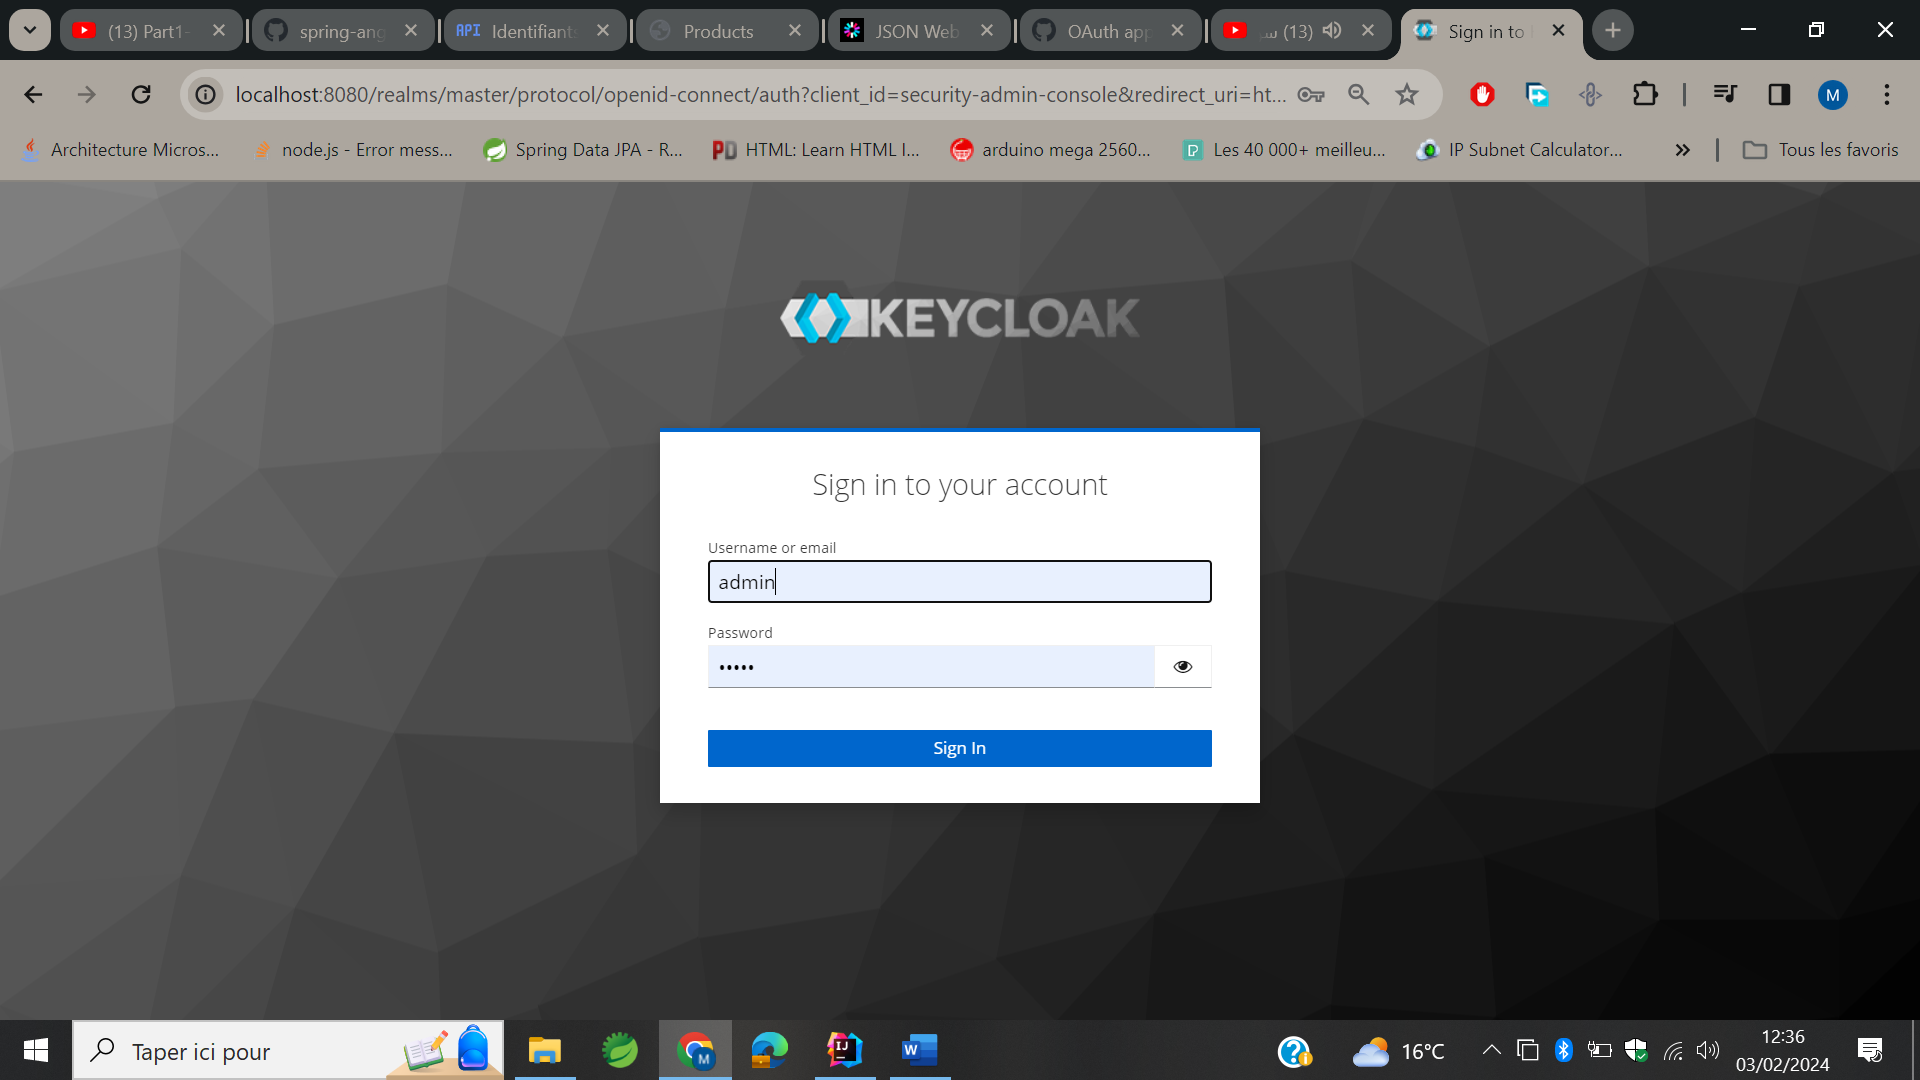 (13) Part1-
spring-ang
API Identifiants
Products
JSON Web
OAuth app
(13) سر
Sign in to
localhost:8080/realms/master/protocol/openid-connect/auth?client_id=security-admin-console&redirect_uri=ht...
M
Architecture Micros...
node.js - Error mess...
Spring Data JPA - R...
PD HTML: Learn HTML I...
arduino mega 2560...
Les 40 000+ meilleu...
IP Subnet Calculator...
Tous les favoris
KEYCLOAK
Sign in to your account
Username or email
admin
Password
Sign In
Taper ici pour
16°C
12:36
03/02/2024